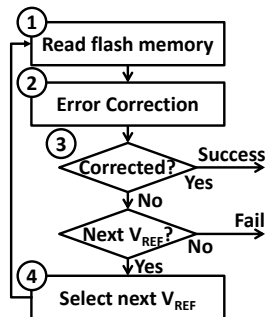 1
Read flash memory
2
Error Correction
3
Corrected?
Success
Yes
No
Next VREF?
Fail
No
Yes
4
Select next VREF